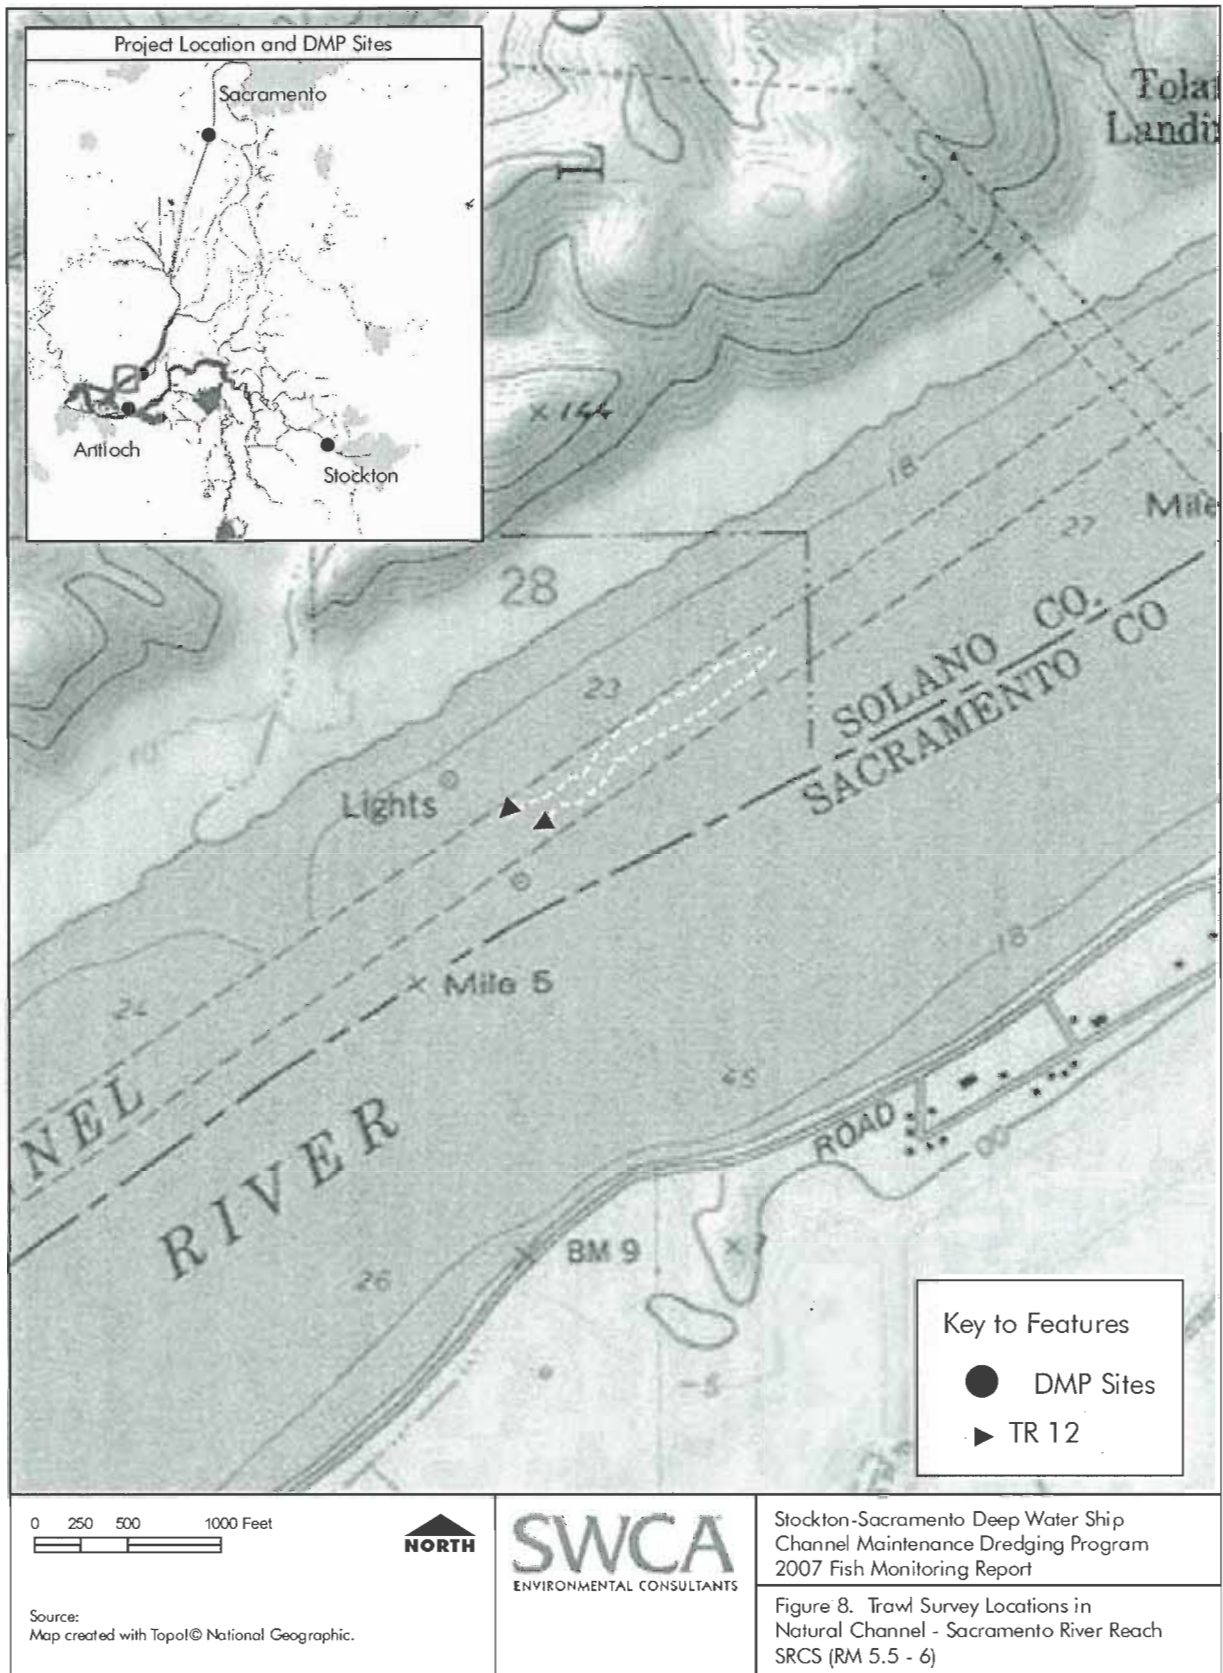 Project Location and DMP Sites
Sacramento
Antioch
Stockton
1
28
×144
18
27
Mile
23
SOLANO CO.
SACRAMENTO CO
10
Lights
× Mile 5
24
18
45
NEL
RIVER
ROAD
00
26
BM 9
-5
Key to Features
DMP Sites
TR 12
0 250 500 1000 Feet
NORTH
Source:
Map created with Topo!© National Geographic.
SWCA
ENVIRONMENTAL CONSULTANTS
Stockton-Sacramento Deep Water Ship
Channel Maintenance Dredging Program
2007 Fish Monitoring Report
Figure 8. Trawl Survey Locations in
Natural Channel - Sacramento River Reach
SRCS (RM 5.5 - 6)